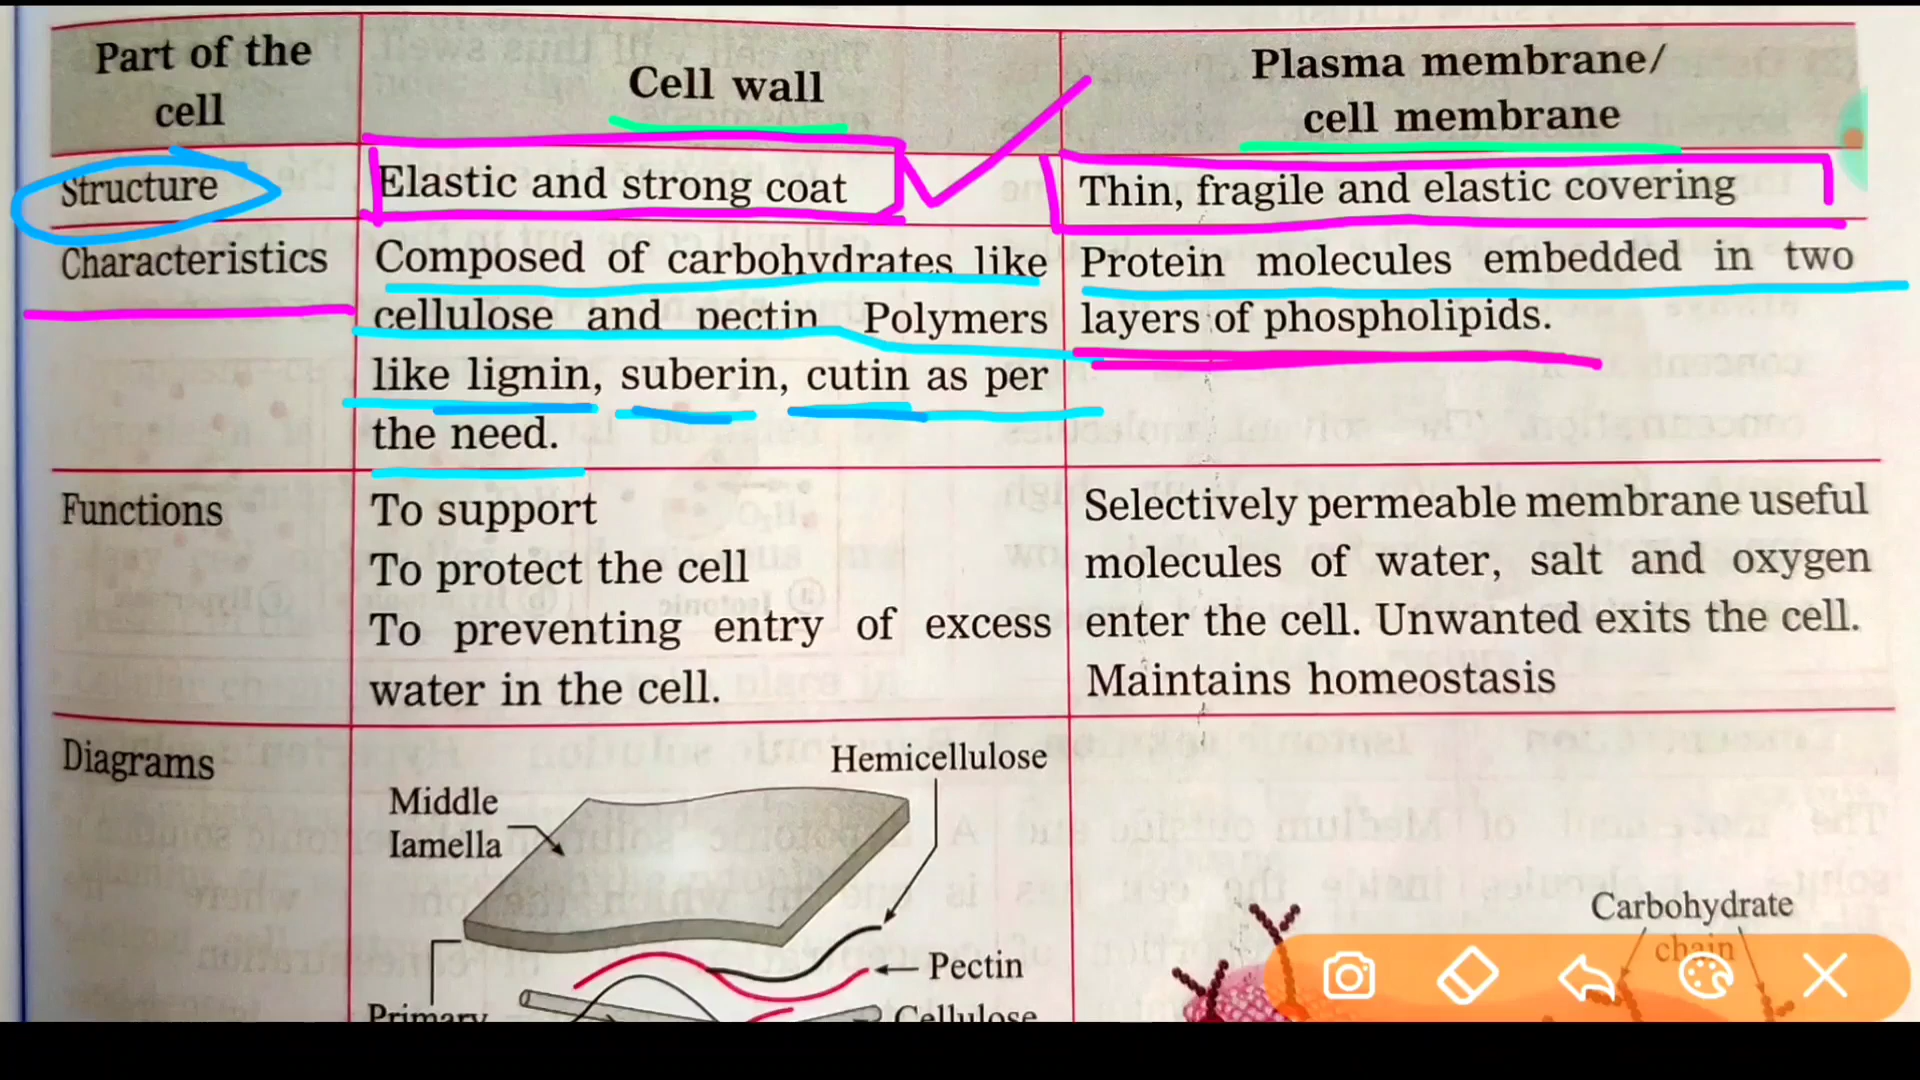 Part of the
cell
Cell wall
Plasma membrane/
cell membrane
Structure
Elastic and strong coat
Thin, fragile and elastic covering
Characteristics
Composed of carbohydrates like
cellulose and pectin Polymers
like lignin, suberin, cutin as per
the need.
Protein molecules embedded in two
layers of phospholipids.
Functions
To support
To protect the cell
To preventing entry of excess
water in the cell.
Selectively permeable membrane useful
molecules of water, salt and oxygen
enter the cell. Unwanted exits the cell.
Maintains homeostasis
Diagrams
Hemicellulose
Middle
lamella
Pectin
Primary
Cellulose
Carbohydrate
chain